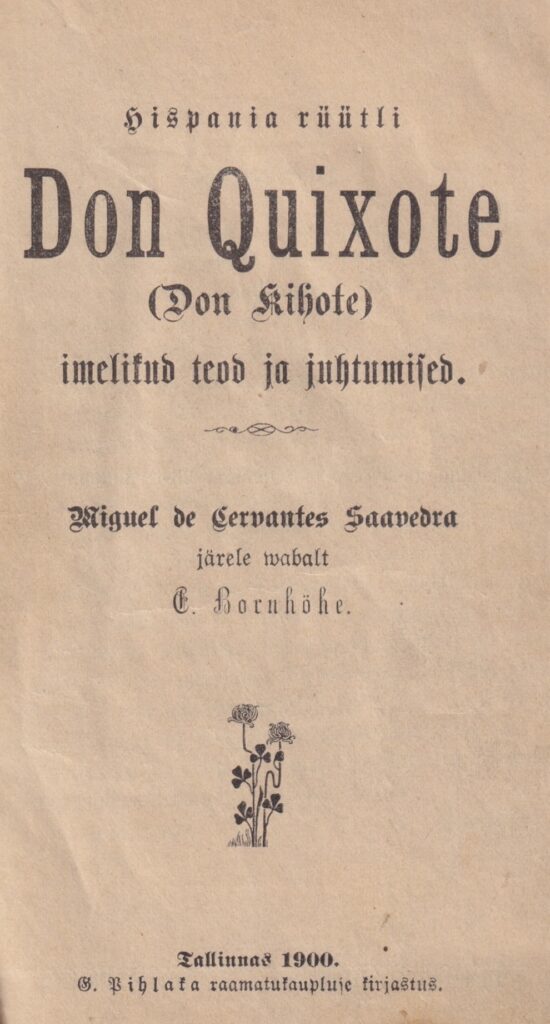 Hispania rüütli
Don Quixote
(Don Kihote)
imelikud teod ja juhtumised.
Miguel de Cervantes Saavedra
järele wabalt
E. Bornhöhe.
Tallinnas 1900.
G. Pihlaka raamatukaupluse kirjastus.